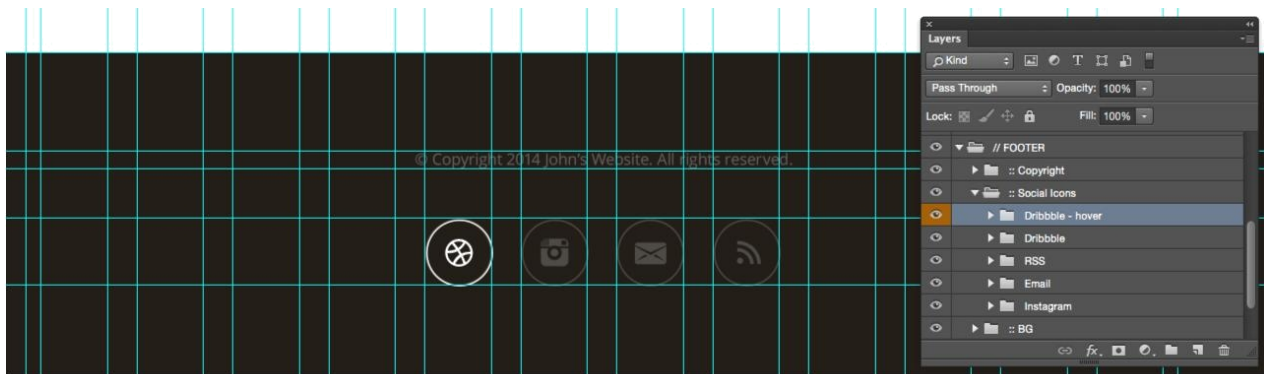 © Copyright 2014 John's Website. All rights reserved.
Layers
Kind
Pass Through
Opacity: 100%
Lock:
Fill: 100%
// FOOTER
:: Copyright
:: Social Icons
Dribbble - hover
Dribbble
RSS
Email
Instagram
:: BG
fx